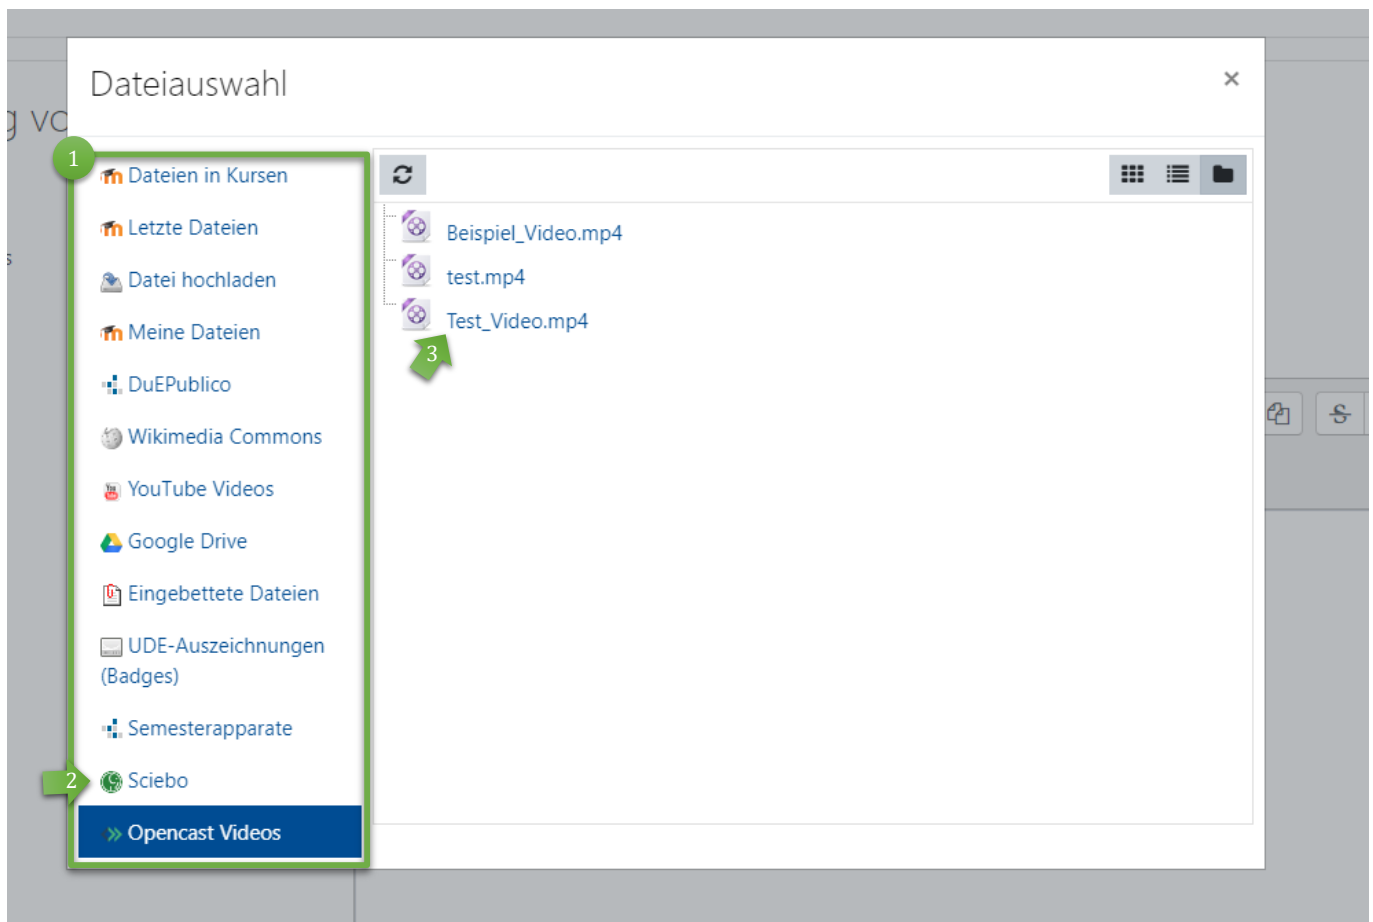 Dateiauswahl
×
g vo
1
Dateien in Kursen
Letzte Dateien
s
Datei hochladen
Meine Dateien
DuEPublico
Wikimedia Commons
YouTube Videos
Google Drive
Eingebettete Dateien
UDE-Auszeichnungen
(Badges)
Semesterapparate
2
Sciebo
Opencast Videos
Beispiel_Video.mp4
test.mp4
Test_Video.mp4
3